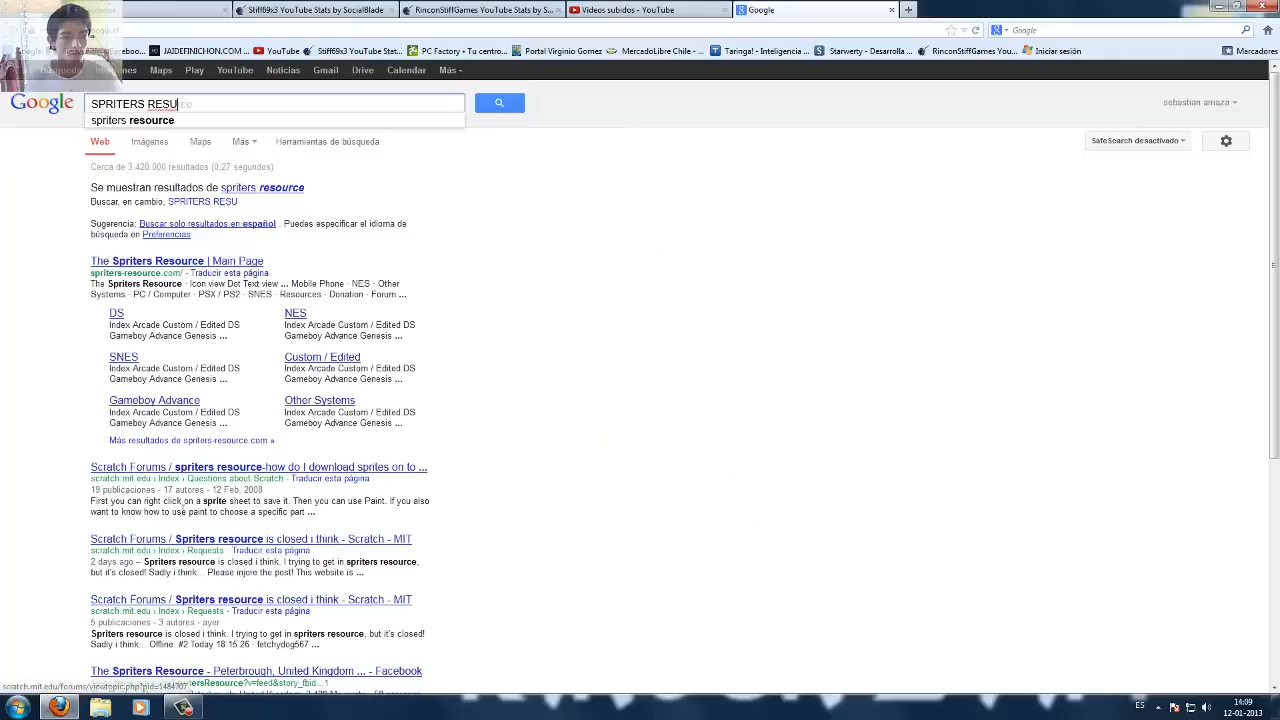 Stiff69x3 YouTube Stats by SocialBlade
RinconStiffGames YouTube Stats by S...
Vídeos subidos - YouTube
Google
Google
JAIDEFINICHON.COM ...
YouTube
Stiff69x3 YouTube Stat...
PC Factory - Tu centro...
Portal Virginio Gomez
MercadoLibre Chile - ...
Taringa! - Inteligencia...
Starwerty - Desarrolla ...
RinconStiffGames You...
Iniciar sesión
Marcadores
Maps
Play
YouTube
Noticias
Gmail
Drive
Calendar
Más
Google
SPRITERS RESUrce
sebastian arriaza
spriters resource
Web
Imágenes
Maps
Más
Herramientas de búsqueda
SafeSearch desactivado
Cerca de 3.420.000 resultados (0,27 segundos)
Se muestran resultados de spriters resource
Buscar, en cambio, SPRITERS RESU
Sugerencia: Buscar solo resultados en español . Puedes especificar el idioma de
búsqueda en Preferencias
The Spriters Resource | Main Page
spriters-resource.com/ - Traducir esta página
The Spriters Resource · Icon view Dot Text view ... Mobile Phone · NES · Other
Systems · PC / Computer · PSX / PS2 · SNES · Resources · Donation · Forum ...
DS
Index Arcade Custom / Edited DS
Gameboy Advance Genesis ...
NES
Index Arcade Custom / Edited DS
Gameboy Advance Genesis ...
SNES
Index Arcade Custom / Edited DS
Gameboy Advance Genesis ...
Custom / Edited
Index Arcade Custom / Edited DS
Gameboy Advance Genesis ...
Gameboy Advance
Index Arcade Custom / Edited DS
Gameboy Advance Genesis ...
Other Systems
Index Arcade Custom / Edited DS
Gameboy Advance Genesis ...
Más resultados de spriters-resource.com »
Scratch Forums / spriters resource-how do I download sprites on to ...
scratch.mit.edu › Index › Questions about Scratch - Traducir esta página
19 publicaciones - 17 autores - 12 Feb. 2008
First you can right click on a sprite sheet to save it. Then you can use Paint. If you also
want to know how to use paint to choose a specific part ...
Scratch Forums / Spriters resource is closed i think - Scratch - MIT
scratch.mit.edu › Index › Requests Traducir esta página
2 days ago – Spriters resource is closed i think. I trying to get in spriters resource,
but it's closed! Sadly i think... Please injore the post! This website is ...
Scratch Forums / Spriters resource is closed i think - Scratch - MIT
scratch.mit.edu › Index › Requests - Traducir esta página
5 publicaciones - 3 autores - ayer
Spriters resource is closed i think. I trying to get in spriters resource, but it's closed!
Sadly i think... Offline. #2 Today 18:15:26 · fetchydog567 ...
The Spriters Resource - Peterbrough, United Kingdom ... - Facebook
ritersResource?v=feed&story_fbid...1
scratch.mit.edu/forums/viewtopic.php?pid=1484707
ES
14:09
12-01-2013